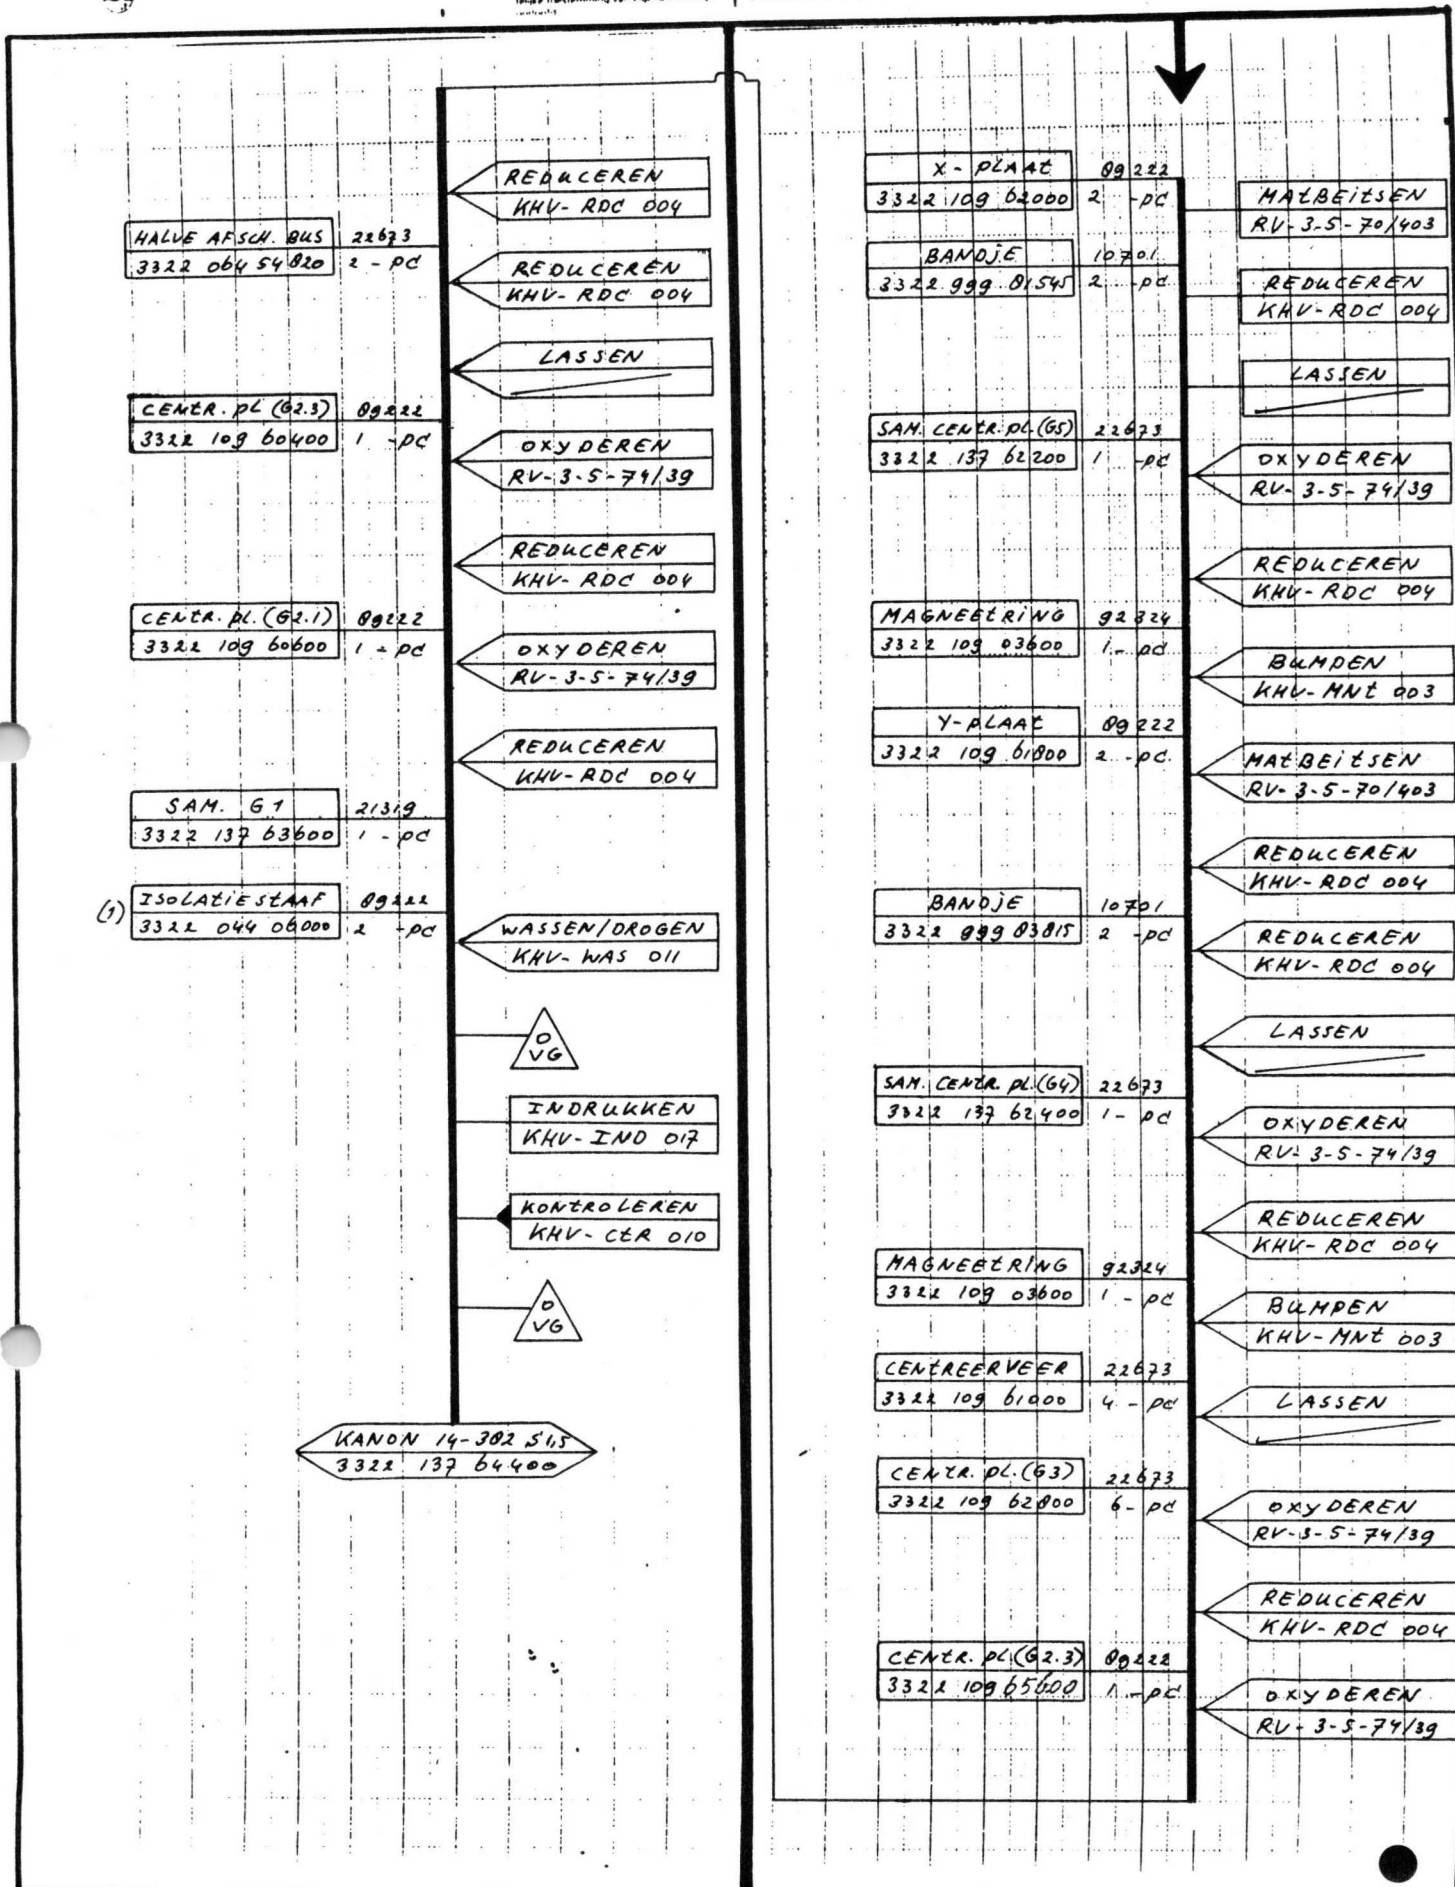 REDUCEREN
KHV-RDC 004
HALVE AFSCH. BUS 22673
3322 064 54820 2 - pc
REDUCEREN
KHV-RDC 004
LASSEN
CENTR. PL (G2.3) 89222
3322 109 60400 1 - pc
OXYDEREN
RV-3-5-74/39
REDUCEREN
KHV-RDC 004
CENTR. PL. (G2.1) 89222
3322 109 60600 1 - pc
OXYDEREN
RV-3-5-74/39
REDUCEREN
KHV-RDC 004
SAM. G1 21319
3322 137 63600 1 - pc
(1) ISOLATIESTAAF 89222
3322 044 06000 2 - pc
WASSEN/DROGEN
KHV-WAS 011
O
VG
INDRUKKEN
KHV-IND 017
KONTROLEREN
KHV-CTR 010
O
VG
KANON 14-382 S1,5
3322 137 64400
X-PLAAT 89222
3322 109 62000 2 - pc
MATBEITSEN
RV-3-5-70/403
BANDJE 10701
3322 999 81545 2 - pc
REDUCEREN
KHV-RDC 004
LASSEN
SAM. CENTR. PL. (G5) 22673
3322 137 62200 1 - pc
OXYDEREN
RV-3-5-74/39
REDUCEREN
KHV-RDC 004
MAGNEETRING 92324
3322 109 03600 1 - pc
BUMPEN
KHV-MNT 003
Y-PLAAT 89222
3322 109 61800 2 - pc
MATBEITSEN
RV-3-5-70/403
REDUCEREN
KHV-RDC 004
BANDJE 10701
3322 999 83815 2 - pc
REDUCEREN
KHV-RDC 004
LASSEN
SAM. CENTR. PL. (G4) 22673
3322 137 62400 1 - pc
OXYDEREN
RV-3-5-74/39
REDUCEREN
KHV-RDC 004
MAGNEETRING 92324
3322 109 03600 1 - pc
BUMPEN
KHV-MNT 003
CENTREERVEER 22673
3322 109 61000 4 - pc
LASSEN
CENTR. PL. (G3) 22673
3322 109 62800 6 - pc
OXYDEREN
RV-3-5-74/39
REDUCEREN
KHV-RDC 004
CENTR. PL (G2.3) 89222
3322 109 65600 1 - pc
OXYDEREN
RV-3-5-74/39